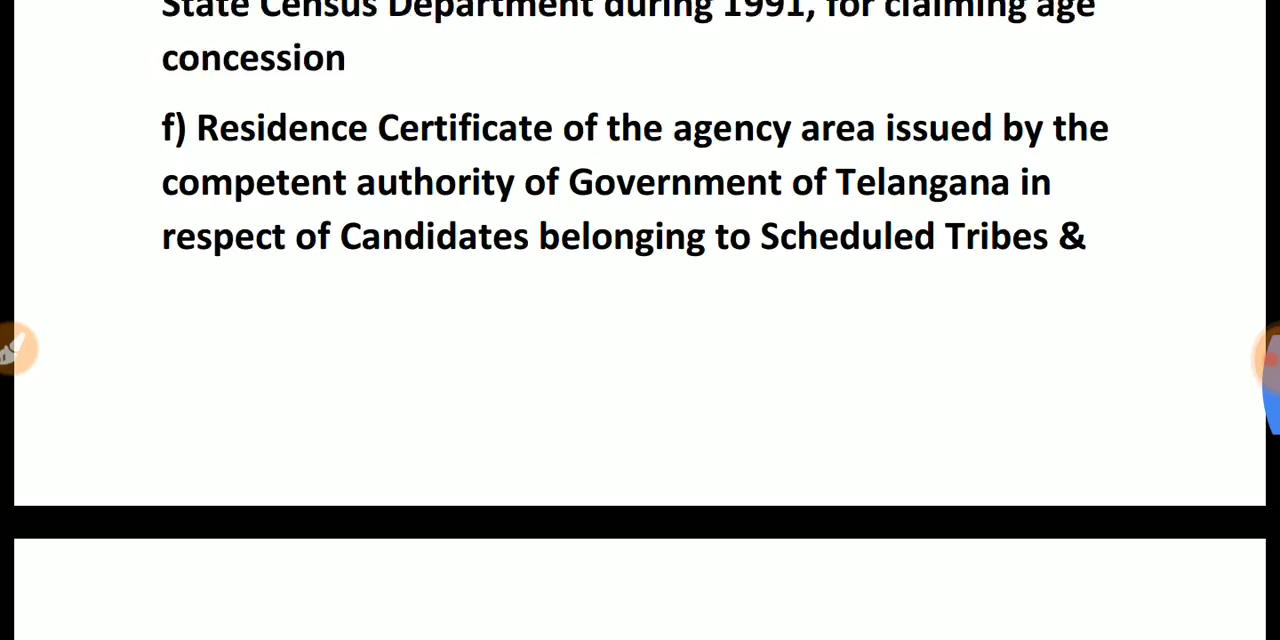 State Census Department during 1991, for claiming age
concession
f) Residence Certificate of the agency area issued by the
competent authority of Government of Telangana in
respect of Candidates belonging to Scheduled Tribes &